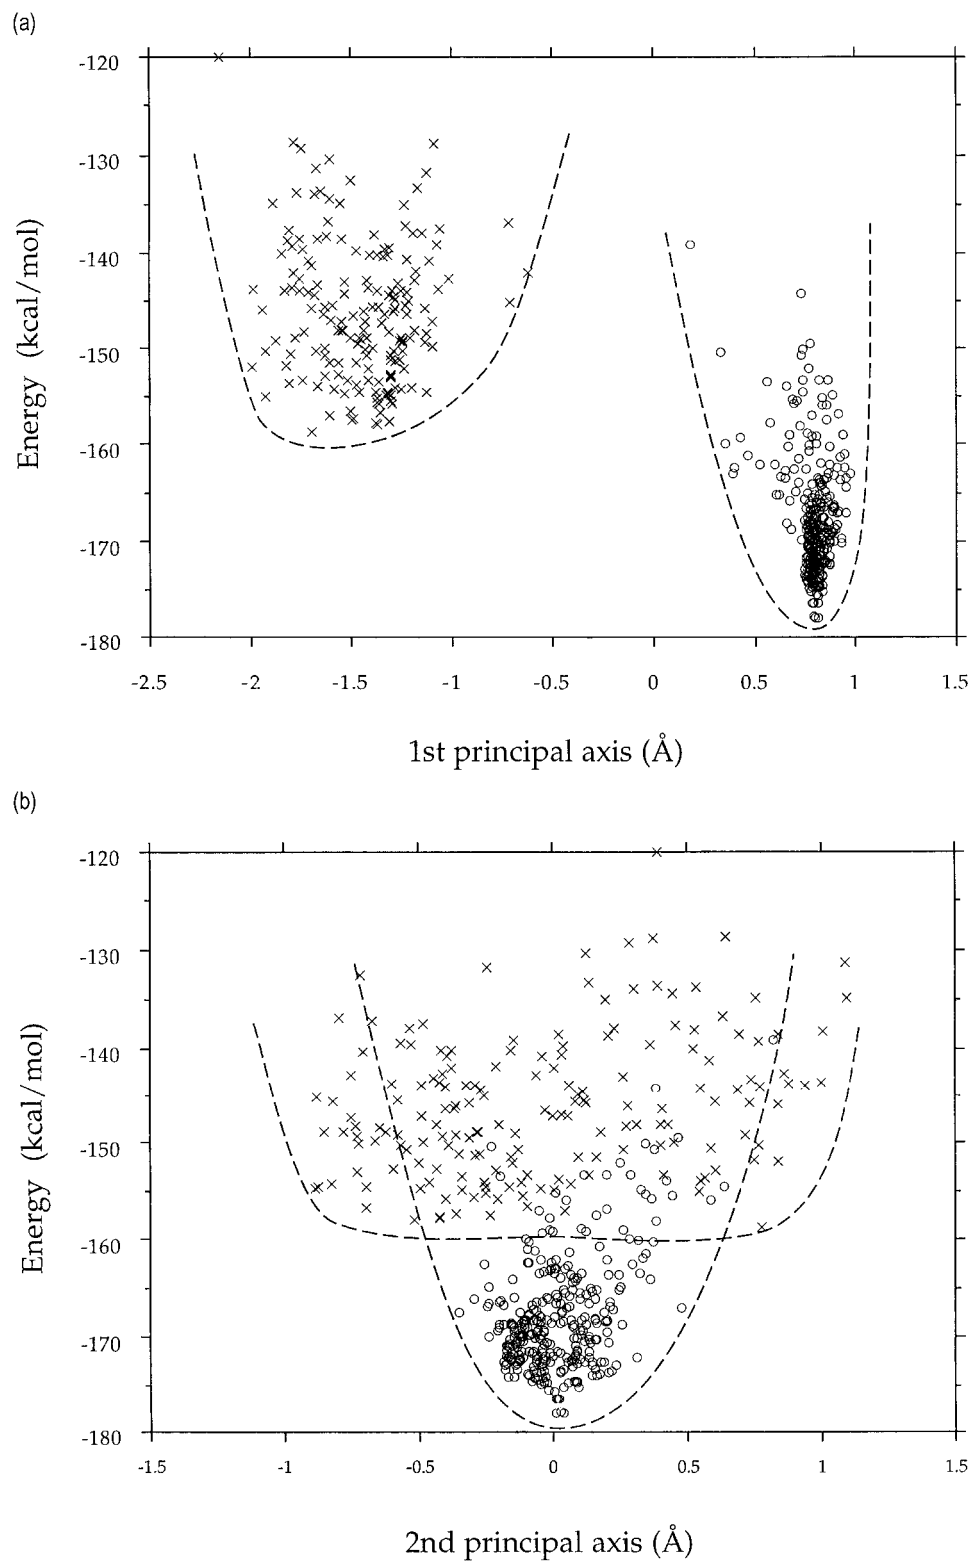 (a)
-120
-130
-140
-150
-160
-170
-180
Energy (kcal/mol)
-2.5 -2 -1.5 -1 -0.5 0 0.5 1 1.5
1st principal axis (Å)
(b)
-120
-130
-140
-150
-160
-170
-180
Energy (kcal/mol)
-1.5 -1 -0.5 0 0.5 1 1.5
2nd principal axis (Å)